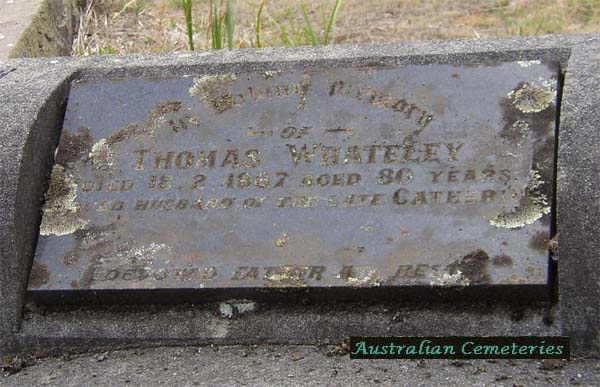 In Loving Memory
— OF —
THOMAS WHATELEY
DIED 18.2.1967 AGED 80 YEARS
HUSBAND OF THE LATE
FATHER
Australian Cemeteries